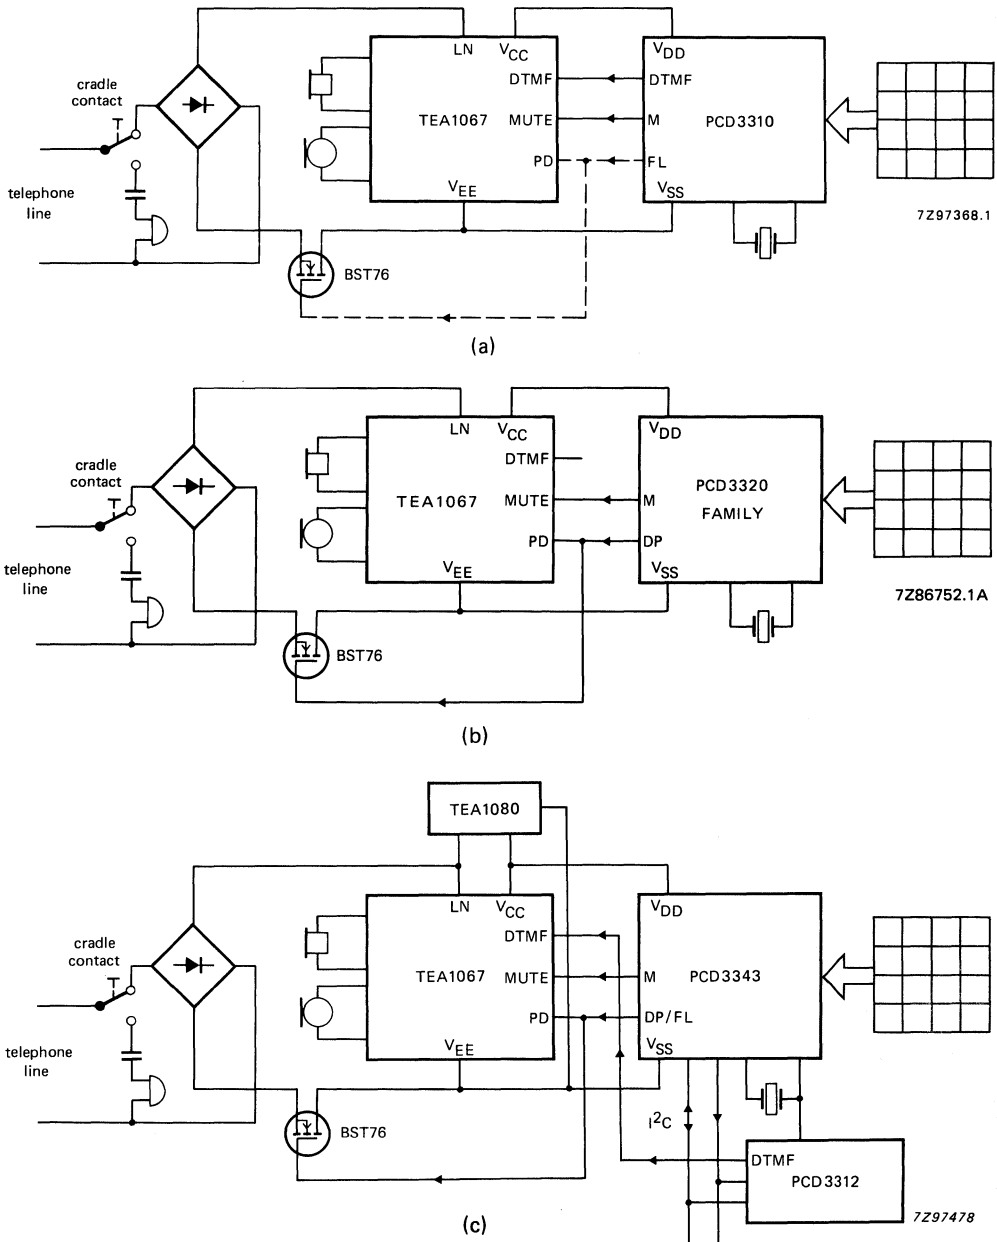 LN VCC VDD
DTMF DTMF
cradle
contact
TEA1067 MUTE M PCD3310
PD FL
VEE VSS
telephone
line
7Z97368.1
BST76
(a)
LN VCC VDD
DTMF
cradle
contact
TEA1067 MUTE M PCD3320
FAMILY
PD DP
VEE VSS
telephone
line
7Z86752.1A
BST76
(b)
TEA1080
LN VCC VDD
DTMF
cradle
contact
TEA1067 MUTE M PCD3343
PD DP/FL
VEE VSS
telephone
line
I²C
BST76
DTMF
PCD3312
7Z97478
(c)